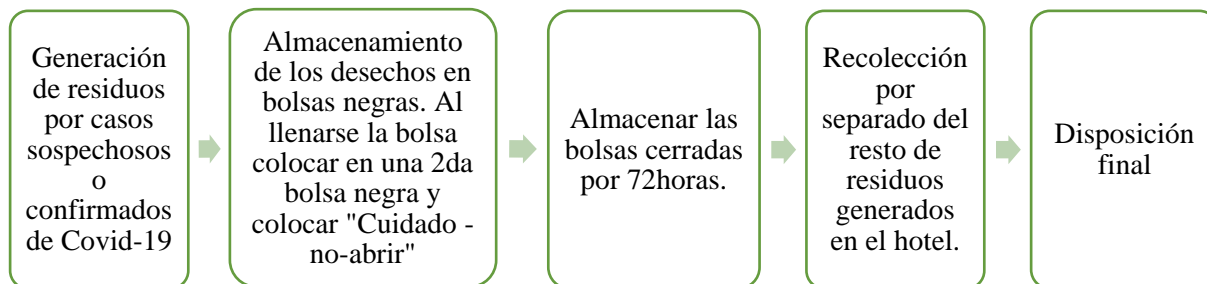 Generación
de residuos
por casos
sospechosos
o
confirmados
de Covid-19
Almacenamiento
de los desechos en
bolsas negras. Al
llenarse la bolsa
colocar en una 2da
bolsa negra y
colocar "Cuidado -
no-abrir"
Almacenar las
bolsas cerradas
por 72horas.
Recolección
por
separado del
resto de
residuos
generados
en el hotel.
Disposición
final